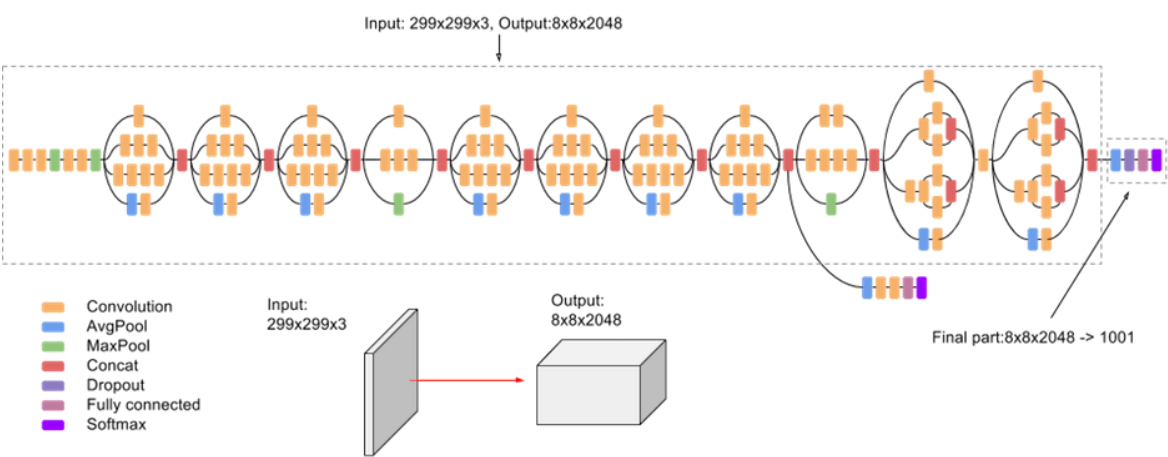 Input: 299x299x3, Output:8x8x2048
Convolution
AvgPool
MaxPool
Concat
Dropout
Fully connected
Softmax
Input:
299x299x3
Output:
8x8x2048
Final part:8x8x2048 -> 1001